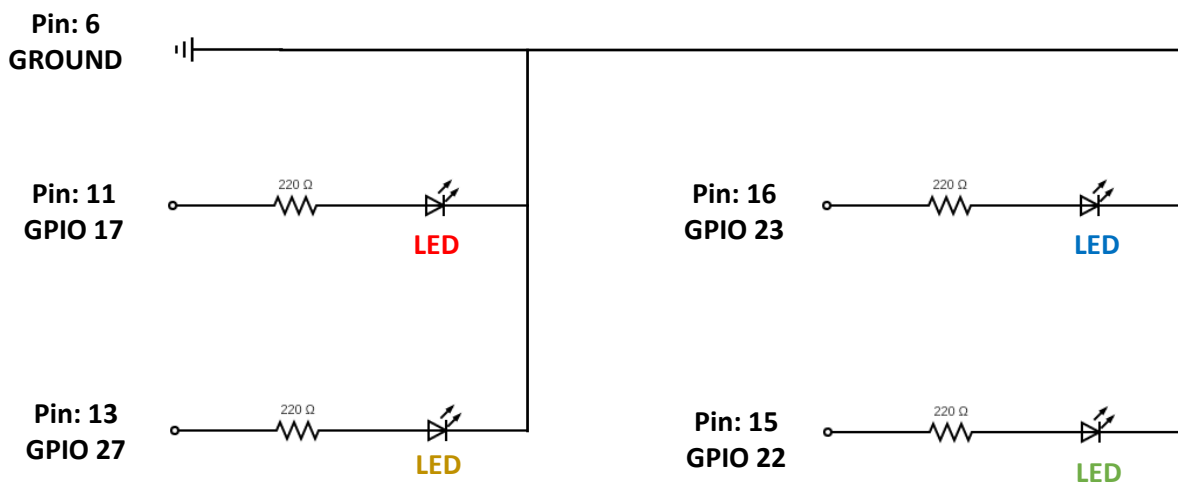 Pin: 6
GROUND
220 Ω
Pin: 11
GPIO 17
LED
220 Ω
Pin: 16
GPIO 23
LED
220 Ω
Pin: 13
GPIO 27
LED
220 Ω
Pin: 15
GPIO 22
LED